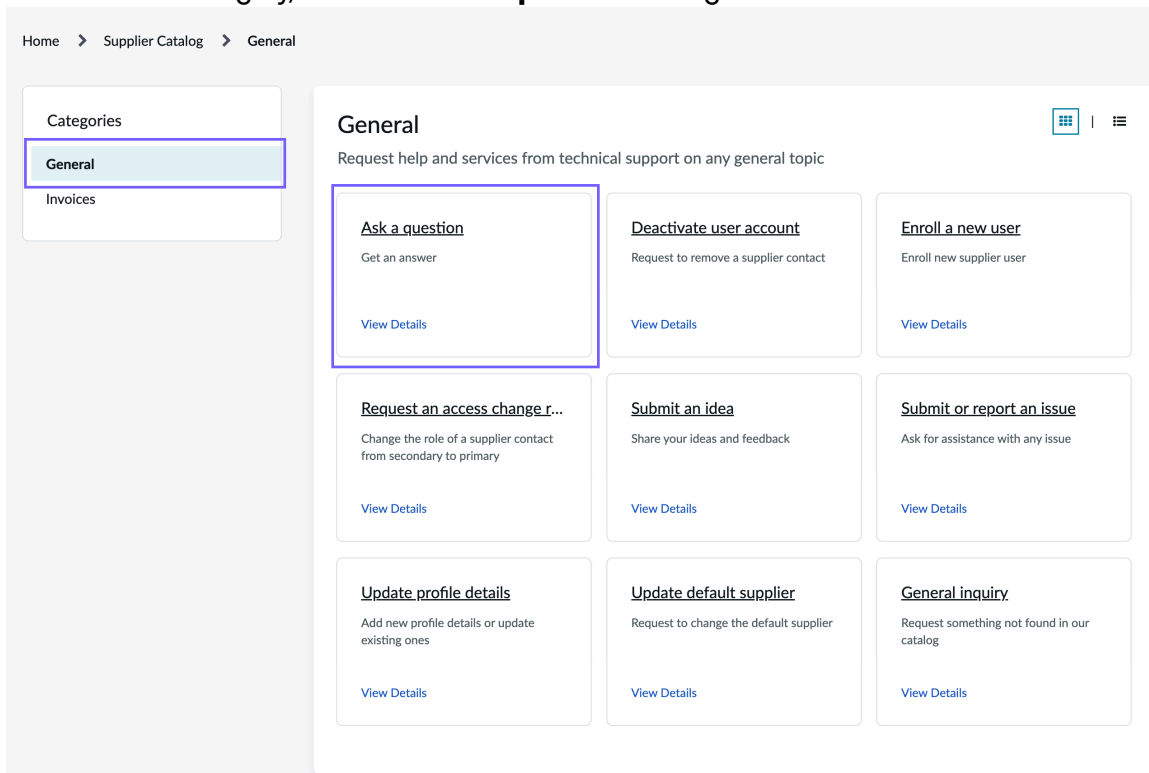 Home > Supplier Catalog > General
Categories
General
Invoices
General
|
Request help and services from technical support on any general topic
Ask a question
Get an answer
View Details
Deactivate user account
Request to remove a supplier contact
View Details
Enroll a new user
Enroll new supplier user
View Details
Request an access change r...
Change the role of a supplier contact
from secondary to primary
View Details
Submit an idea
Share your ideas and feedback
View Details
Submit or report an issue
Ask for assistance with any issue
View Details
Update profile details
Add new profile details or update
existing ones
View Details
Update default supplier
Request to change the default supplier
View Details
General inquiry
Request something not found in our
catalog
View Details